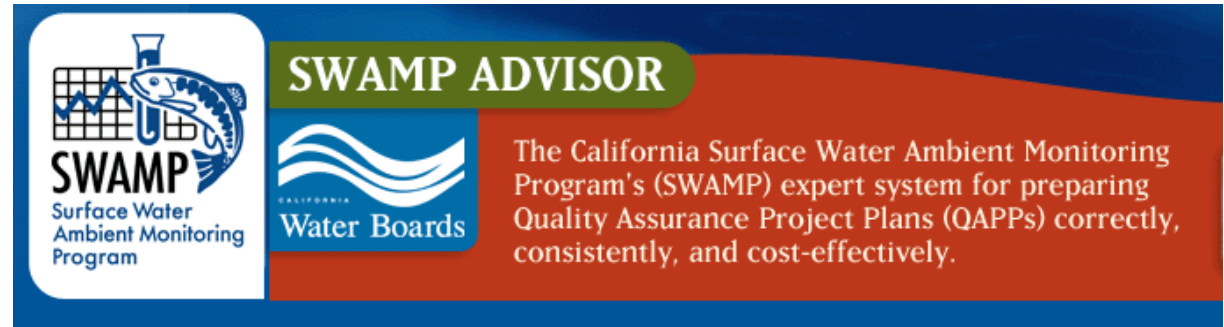 SWAMP
Surface Water
Ambient Monitoring
Program
SWAMP ADVISOR
CALIFORNIA
Water Boards
The California Surface Water Ambient Monitoring
Program's (SWAMP) expert system for preparing
Quality Assurance Project Plans (QAPPs) correctly,
consistently, and cost-effectively.